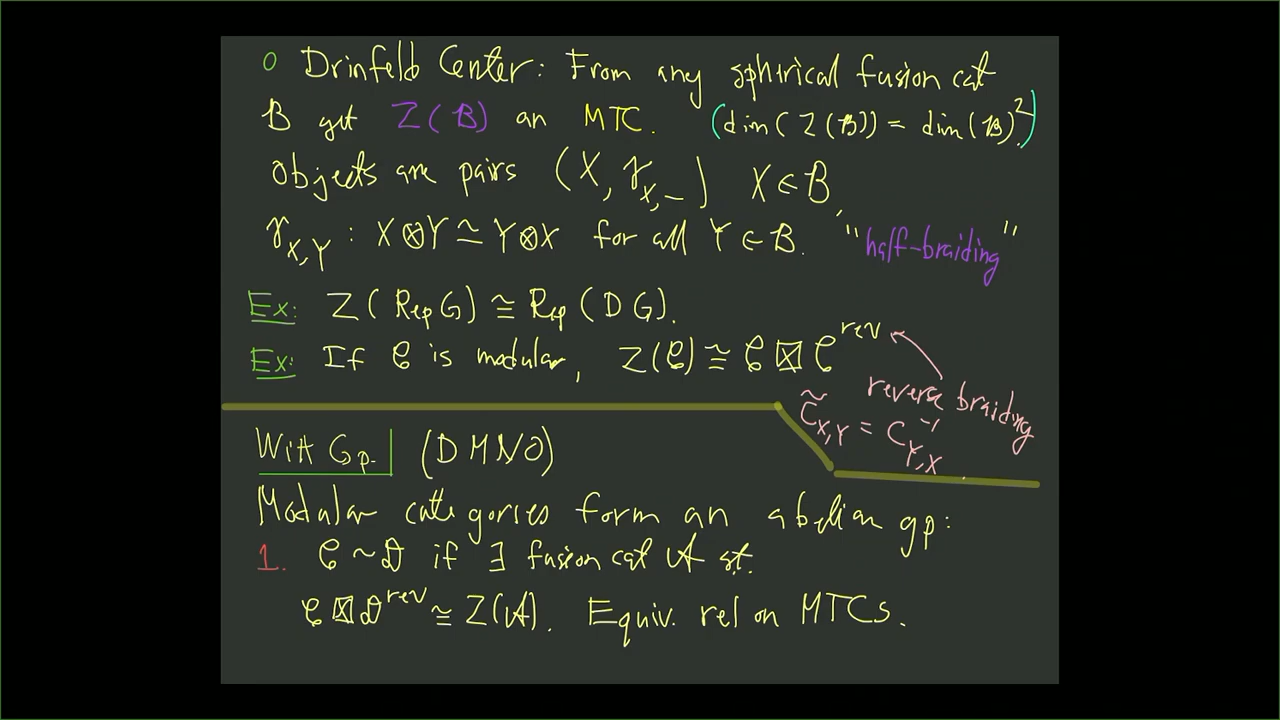 o Drinfeld Center: From any spherical fusion cat
B get Z(B) an MTC. (dim(Z(B)) = dim(B)².)
Objects are pairs (X, γ_{X,-}) X∈B,
γ_{X,Y} : X⊗Y ≃ Y⊗X for all Y∈B. "half-braiding"
Ex: Z(Rep G) ≅ Rep(DG).
Ex: If C is modular, Z(C) ≅ C ⊠ C^{rev}
reverse braiding
c̃_{X,Y} = c^{-1}_{Y,X}
Witt Gp. (DMNO)
Modular categories form an abelian gp:
1. C ~ D if ∃ fusion cat A st.
C ⊠ D^{rev} ≅ Z(A). Equiv. rel on MTCs.